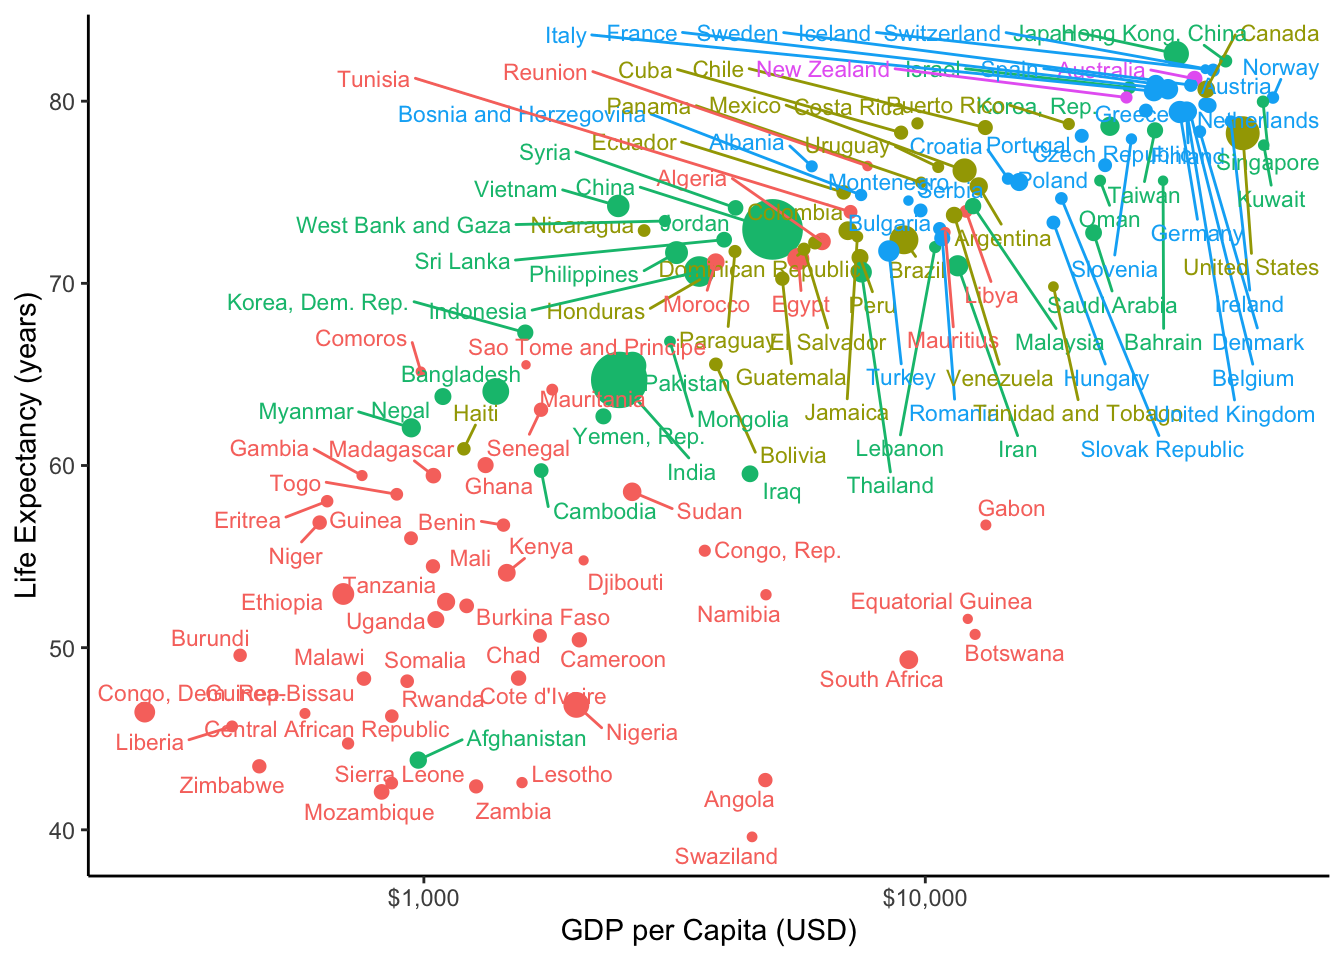 Italy
France
Sweden
Iceland
Switzerland
Japan
Hong Kong, China
Canada
Tunisia
Reunion
Cuba
Chile
New Zealand
Israel
Spain
Australia
Norway
Austria
Bosnia and Herzegovina
Panama
Mexico
Costa Rica
Puerto Rico
Korea, Rep.
Greece
Netherlands
Syria
Ecuador
Albania
Uruguay
Croatia
Portugal
Czech Republic
Finland
Singapore
Vietnam
China
Algeria
Montenegro
Serbia
Poland
Taiwan
Kuwait
West Bank and Gaza
Nicaragua
Jordan
Colombia
Bulgaria
Argentina
Oman
Germany
Sri Lanka
Philippines
Dominican Republic
Brazil
Slovenia
United States
Korea, Dem. Rep.
Indonesia
Honduras
Morocco
Egypt
Peru
Libya
Saudi Arabia
Ireland
Comoros
Sao Tome and Principe
Paraguay
El Salvador
Mauritius
Malaysia
Bahrain
Denmark
Bangladesh
Pakistan
Guatemala
Turkey
Venezuela
Hungary
Belgium
Myanmar
Nepal
Haiti
Mauritania
Mongolia
Jamaica
Romania
Trinidad and Tobago
United Kingdom
Gambia
Madagascar
Senegal
Yemen, Rep.
Bolivia
Lebanon
Iran
Slovak Republic
Togo
Ghana
India
Iraq
Thailand
Eritrea
Guinea
Benin
Cambodia
Sudan
Gabon
Niger
Mali
Kenya
Congo, Rep.
Ethiopia
Tanzania
Djibouti
Uganda
Burkina Faso
Namibia
Equatorial Guinea
Burundi
Malawi
Somalia
Chad
Cameroon
Botswana
South Africa
Congo, Dem. Rep.
Guinea-Bissau
Rwanda
Cote d'Ivoire
Liberia
Central African Republic
Afghanistan
Nigeria
Zimbabwe
Sierra Leone
Lesotho
Mozambique
Zambia
Angola
Swaziland
80
70
60
50
40
$1,000
$10,000
GDP per Capita (USD)
Life Expectancy (years)